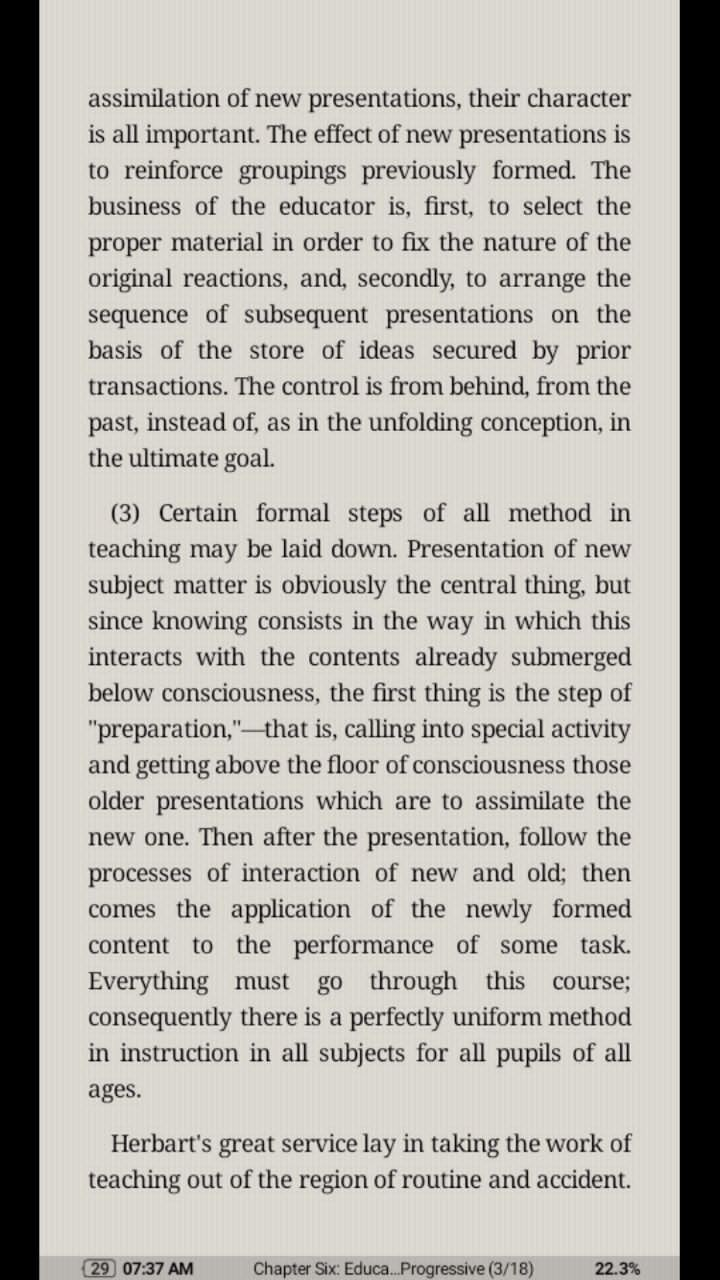 assimilation of new presentations, their character
is all important. The effect of new presentations is
to reinforce groupings previously formed. The
business of the educator is, first, to select the
proper material in order to fix the nature of the
original reactions, and, secondly, to arrange the
sequence of subsequent presentations on the
basis of the store of ideas secured by prior
transactions. The control is from behind, from the
past, instead of, as in the unfolding conception, in
the ultimate goal.
(3) Certain formal steps of all method in
teaching may be laid down. Presentation of new
subject matter is obviously the central thing, but
since knowing consists in the way in which this
interacts with the contents already submerged
below consciousness, the first thing is the step of
"preparation,"—that is, calling into special activity
and getting above the floor of consciousness those
older presentations which are to assimilate the
new one. Then after the presentation, follow the
processes of interaction of new and old; then
comes the application of the newly formed
content to the performance of some task.
Everything must go through this course;
consequently there is a perfectly uniform method
in instruction in all subjects for all pupils of all
ages.
Herbart's great service lay in taking the work of
teaching out of the region of routine and accident.
29 07:37 AM Chapter Six: Educa...Progressive (3/18) 22.3%